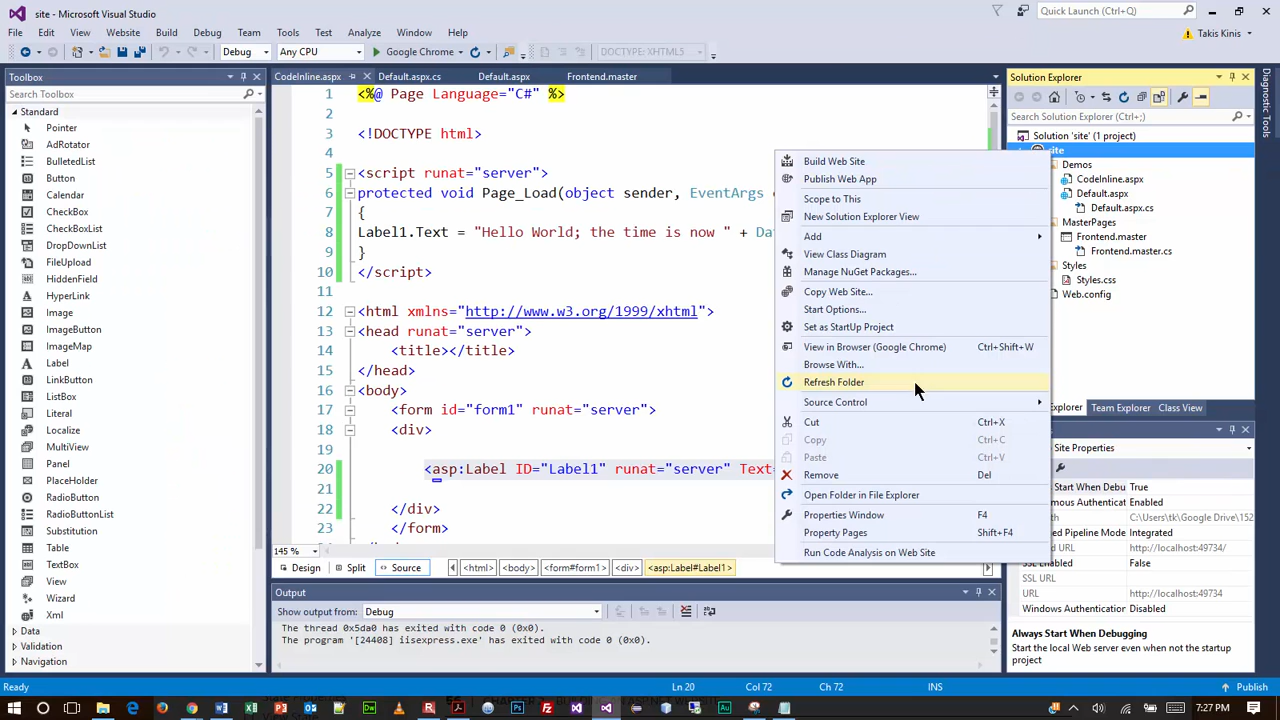 site - Microsoft Visual Studio
Quick Launch (Ctrl+Q)
File Edit View Website Build Debug Team Tools Test Analyze Window Help
Takis Kinis
Debug Any CPU Google Chrome DOCTYPE: XHTML5
Toolbox
Search Toolbox
Standard
Pointer
AdRotator
BulletedList
Button
Calendar
CheckBox
CheckBoxList
DropDownList
FileUpload
HiddenField
HyperLink
Image
ImageButton
ImageMap
Label
LinkButton
ListBox
Literal
Localize
MultiView
Panel
PlaceHolder
RadioButton
RadioButtonList
Substitution
Table
TextBox
View
Wizard
Xml
Data
Validation
Navigation
CodeInline.aspx Default.aspx.cs Default.aspx Frontend.master
1 <%@ Page Language="C#" %>
2
3 <!DOCTYPE html>
4
5 <script runat="server">
6 protected void Page_Load(object sender, EventArgs
7 {
8 Label1.Text = "Hello World; the time is now " + Da
9 }
10 </script>
11
12 <html xmlns="http://www.w3.org/1999/xhtml">
13 <head runat="server">
14 <title></title>
15 </head>
16 <body>
17 <form id="form1" runat="server">
18 <div>
19
20 <asp:Label ID="Label1" runat="server" Text=
21
22 </div>
23 </form>
145 %
Design Split Source <html> <body> <form#form1> <div> <asp:Label#Label1>
Output
Show output from: Debug
The thread 0x5da0 has exited with code 0 (0x0).
The program '[24408] iisexpress.exe' has exited with code 0 (0x0).
Build Web Site
Publish Web App
Scope to This
New Solution Explorer View
Add
View Class Diagram
Manage NuGet Packages...
Copy Web Site...
Start Options...
Set as StartUp Project
View in Browser (Google Chrome) Ctrl+Shift+W
Browse With...
Refresh Folder
Source Control
Cut Ctrl+X
Copy Ctrl+C
Paste Ctrl+V
Remove Del
Open Folder in File Explorer
Properties Window F4
Property Pages Shift+F4
Run Code Analysis on Web Site
Solution Explorer
Search Solution Explorer (Ctrl+;)
Solution 'site' (1 project)
site
Demos
CodeInline.aspx
Default.aspx
Default.aspx.cs
MasterPages
Frontend.master
Frontend.master.cs
Styles
Styles.css
Web.config
Explorer Team Explorer Class View
Site Properties
Start When Debu True
Enabled
C:\Users\tk\Google Drive\152
d Pipeline Mode Integrated
d URL http://localhost:49734/
SSL Enabled False
SSL URL
URL http://localhost:49734
Windows Authentication Disabled
Always Start When Debugging
Start the local Web server even when not the startup
project
Diagnostic Tools
Ready Ln 20 Col 72 Ch 72 INS Publish
7:27 PM